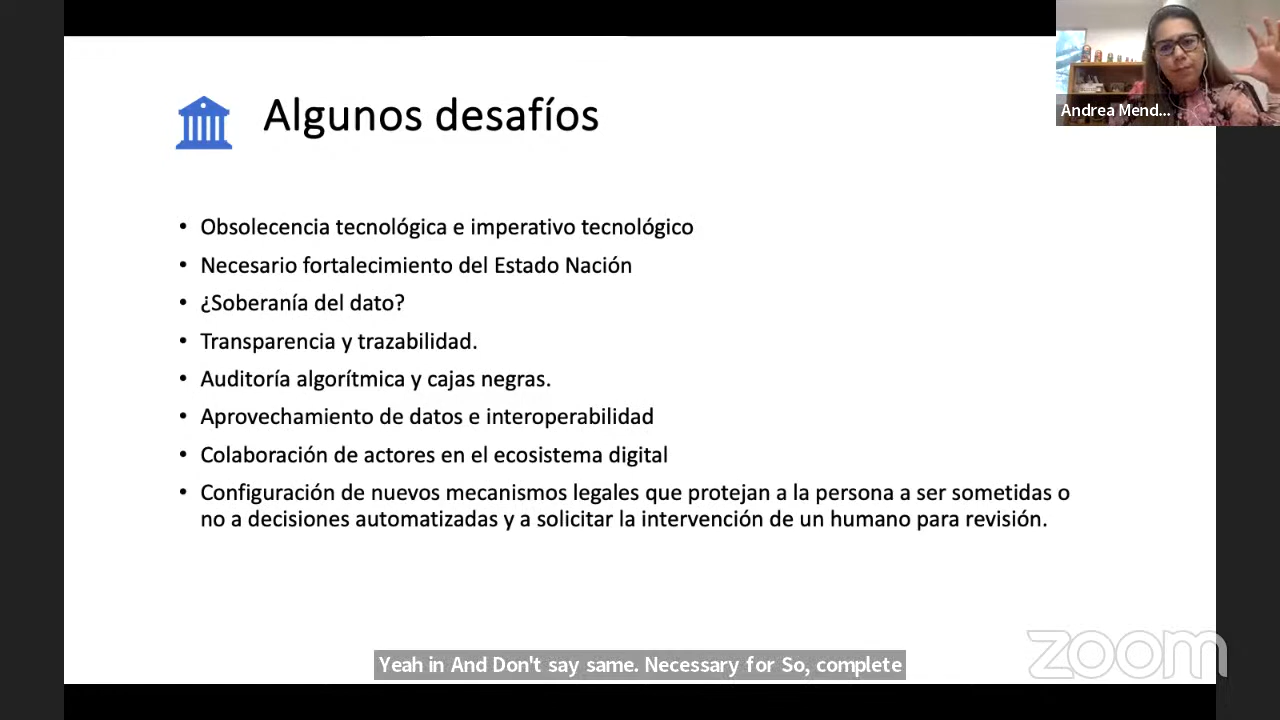 Algunos desafíos
Andrea Mend...
• Obsolecencia tecnológica e imperativo tecnológico
• Necesario fortalecimiento del Estado Nación
• ¿Soberanía del dato?
• Transparencia y trazabilidad.
• Auditoría algorítmica y cajas negras.
• Aprovechamiento de datos e interoperabilidad
• Colaboración de actores en el ecosistema digital
• Configuración de nuevos mecanismos legales que protejan a la persona a ser sometidas o
no a decisiones automatizadas y a solicitar la intervención de un humano para revisión.
zoom
Yeah in And Don't say same. Necessary for So, complete